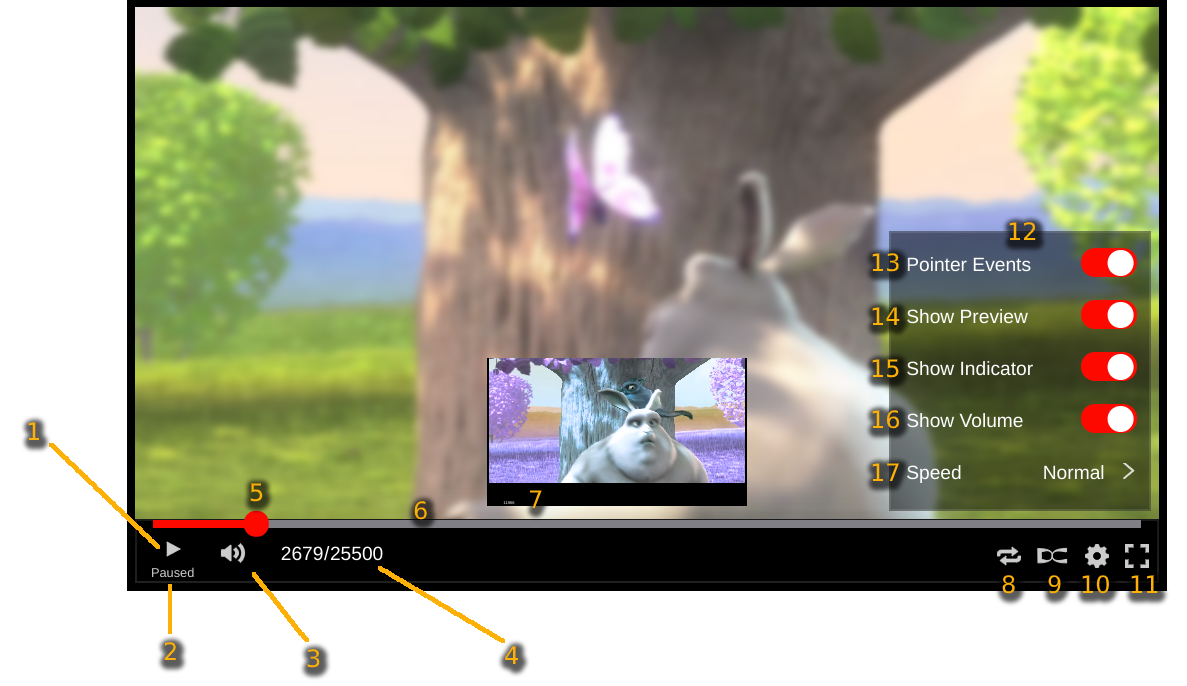 12
13 Pointer Events
14 Show Preview
15 Show Indicator
16 Show Volume
17 Speed Normal
1
5
6
7
2679/25500
Paused
8 9 10 11
2
3
4